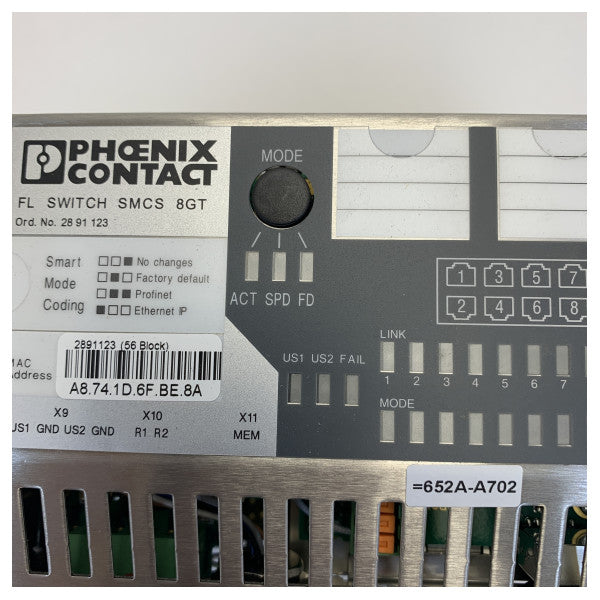 PHŒNIX
CONTACT
FL SWITCH SMCS 8GT
Ord. No. 28 91 123
Smart
Mode
Coding
No changes
Factory default
Profinet
Ethernet IP
2891123 (56 Block)
MAC
Address
A8.74.1D.6F.BE.8A
X9
X10
X11
US1 GND US2 GND
R1 R2
MEM
MODE
ACT SPD FD
1 3 5 7
2 4 6 8
LINK
US1 US2 FAIL
1 2 3 4 5 6 7
MODE
=652A-A702